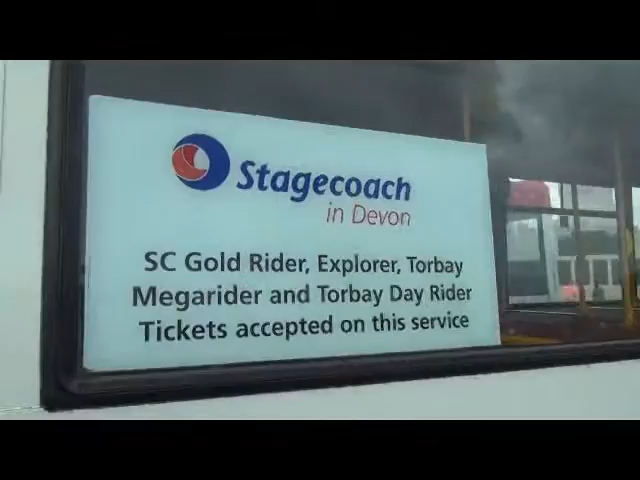 Stagecoach
in Devon
SC Gold Rider, Explorer, Torbay
Megarider and Torbay Day Rider
Tickets accepted on this service